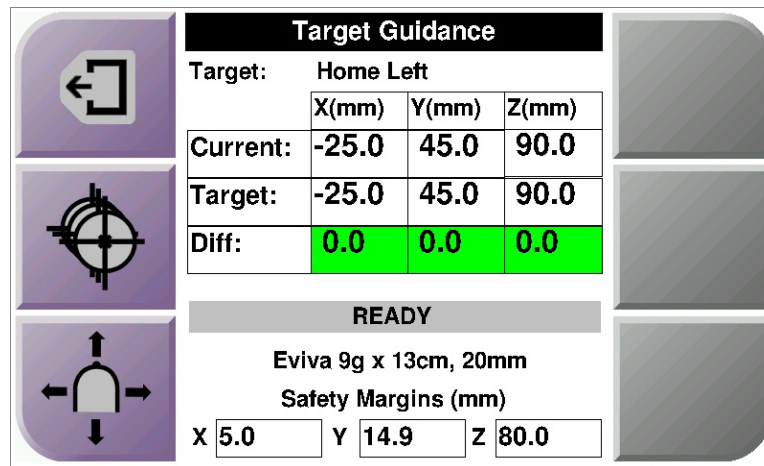 Target Guidance
Target: Home Left
X(mm) Y(mm) Z(mm)
Current: -25.0 45.0 90.0
Target: -25.0 45.0 90.0
Diff: 0.0 0.0 0.0
READY
Eviva 9g x 13cm, 20mm
Safety Margins (mm)
X 5.0 Y 14.9 Z 80.0